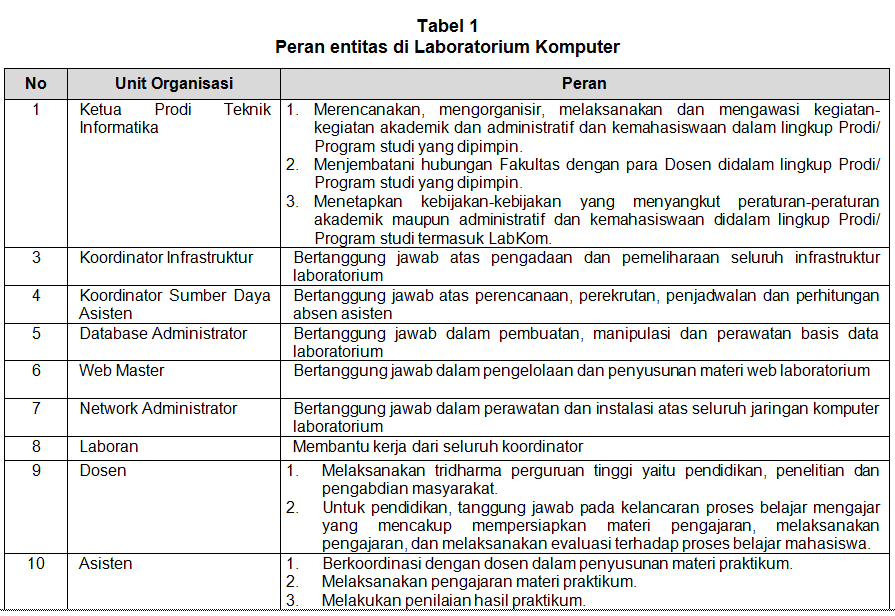 Tabel 1
Peran entitas di Laboratorium Komputer
No Unit Organisasi Peran
1 Ketua Prodi Teknik Informatika
1. Merencanakan, mengorganisir, melaksanakan dan mengawasi kegiatan-
kegiatan akademik dan administratif dan kemahasiswaan dalam lingkup Prodi/
Program studi yang dipimpin.
2. Menjembatani hubungan Fakultas dengan para Dosen didalam lingkup Prodi/
Program studi yang dipimpin.
3. Menetapkan kebijakan-kebijakan yang menyangkut peraturan-peraturan
akademik maupun administratif dan kemahasiswaan didalam lingkup Prodi/
Program studi termasuk LabKom.
3 Koordinator Infrastruktur
Bertanggung jawab atas pengadaan dan pemeliharaan seluruh infrastruktur
laboratorium
4 Koordinator Sumber Daya
Asisten
Bertanggung jawab atas perencanaan, perekrutan, penjadwalan dan perhitungan
absen asisten
5 Database Administrator
Bertanggung jawab dalam pembuatan, manipulasi dan perawatan basis data
laboratorium
6 Web Master
Bertanggung jawab dalam pengelolaan dan penyusunan materi web laboratorium
7 Network Administrator
Bertanggung jawab dalam perawatan dan instalasi atas seluruh jaringan komputer
laboratorium
8 Laboran
Membantu kerja dari seluruh koordinator
9 Dosen
1. Melaksanakan tridharma perguruan tinggi yaitu pendidikan, penelitian dan
pengabdian masyarakat.
2. Untuk pendidikan, tanggung jawab pada kelancaran proses belajar mengajar
yang mencakup mempersiapkan materi pengajaran, melaksanakan
pengajaran, dan melaksanakan evaluasi terhadap proses belajar mahasiswa.
10 Asisten
1. Berkoordinasi dengan dosen dalam penyusunan materi praktikum.
2. Melaksanakan pengajaran materi praktikum.
3. Melakukan penilaian hasil praktikum.